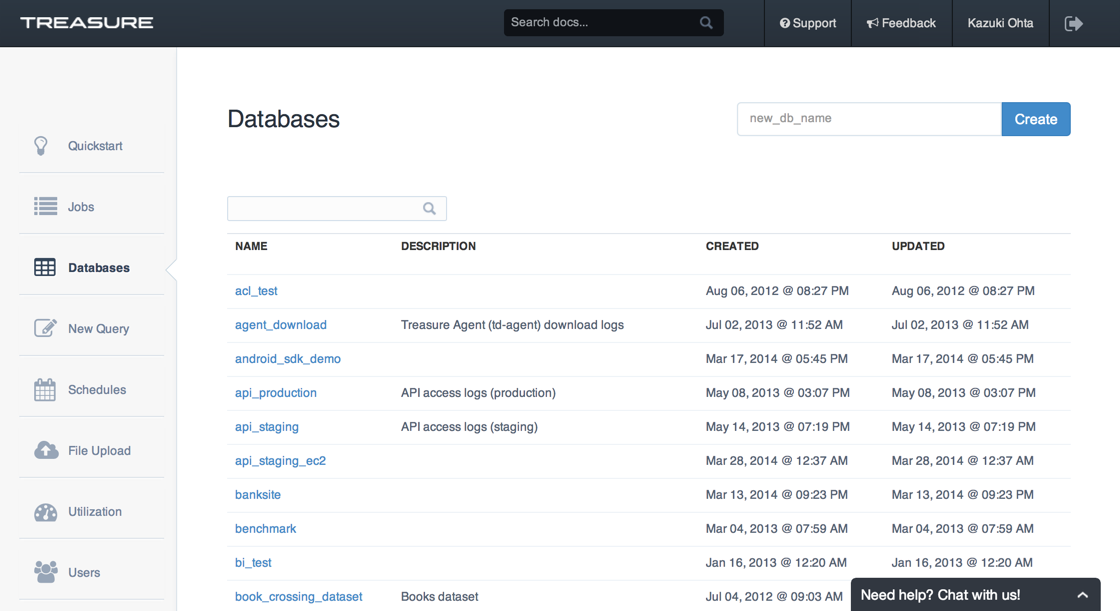 TREASURE
Search docs...
Support
Feedback
Kazuki Ohta
Quickstart
Jobs
Databases
New Query
Schedules
File Upload
Utilization
Users
Databases
new_db_name
Create
NAME DESCRIPTION CREATED UPDATED
acl_test Aug 06, 2012 @ 08:27 PM Aug 06, 2012 @ 08:27 PM
agent_download Treasure Agent (td-agent) download logs Jul 02, 2013 @ 11:52 AM Jul 02, 2013 @ 11:52 AM
android_sdk_demo Mar 17, 2014 @ 05:45 PM Mar 17, 2014 @ 05:45 PM
api_production API access logs (production) May 08, 2013 @ 03:07 PM May 08, 2013 @ 03:07 PM
api_staging API access logs (staging) May 14, 2013 @ 07:19 PM May 14, 2013 @ 07:19 PM
api_staging_ec2 Mar 28, 2014 @ 12:37 AM Mar 28, 2014 @ 12:37 AM
banksite Mar 13, 2014 @ 09:23 PM Mar 13, 2014 @ 09:23 PM
benchmark Mar 04, 2013 @ 07:59 AM Mar 04, 2013 @ 07:59 AM
bi_test Jan 16, 2013 @ 12:20 AM Jan 16, 2013 @ 12:20 AM
book_crossing_dataset Books dataset Jul 04, 2012 @ 09:03 AM
Need help? Chat with us!